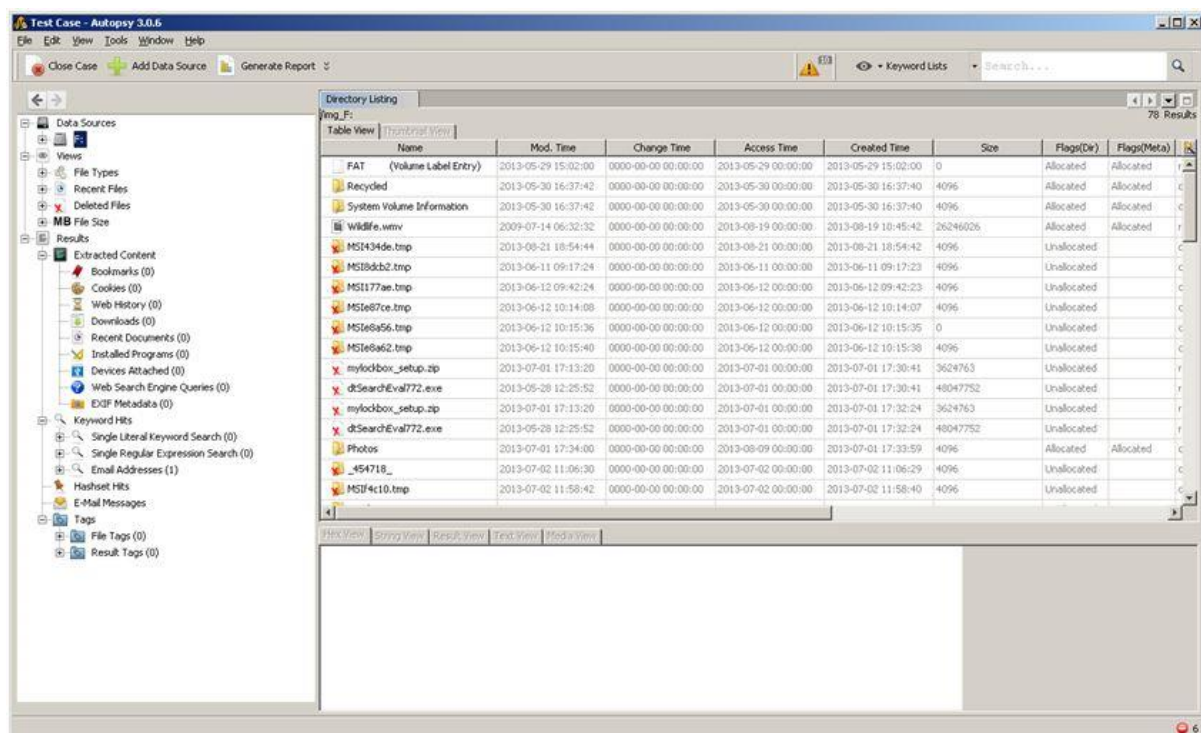 Test Case - Autopsy 3.0.6
File Edit View Tools Window Help
Close Case Add Data Source Generate Report Keyword Lists Search...
Directory Listing
/img_F:
78 Results
Table View Thumbnail View
Name Mod. Time Change Time Access Time Created Time Size Flags(Dir) Flags(Meta)
FAT (Volume Label Entry) 2013-05-29 15:02:00 0000-00-00 00:00:00 2013-05-29 00:00:00 2013-05-29 15:02:00 0 Allocated Allocated
Recycled 2013-05-30 16:37:42 0000-00-00 00:00:00 2013-05-30 00:00:00 2013-05-30 16:37:40 4096 Allocated Allocated
System Volume Information 2013-05-30 16:37:42 0000-00-00 00:00:00 2013-05-30 00:00:00 2013-05-30 16:37:40 4096 Allocated Allocated
Wildlife.wmv 2009-07-14 06:32:32 0000-00-00 00:00:00 2013-08-19 00:00:00 2013-08-19 10:45:42 26246026 Allocated Allocated
MSI434de.tmp 2013-08-21 18:54:44 0000-00-00 00:00:00 2013-08-21 00:00:00 2013-08-21 18:54:42 4096 Unallocated
MSI8dcb2.tmp 2013-06-11 09:17:24 0000-00-00 00:00:00 2013-06-11 00:00:00 2013-06-11 09:17:23 4096 Unallocated
MSI177ae.tmp 2013-06-12 09:42:24 0000-00-00 00:00:00 2013-06-12 00:00:00 2013-06-12 09:42:23 4096 Unallocated
MSIe87ce.tmp 2013-06-12 10:14:08 0000-00-00 00:00:00 2013-06-12 00:00:00 2013-06-12 10:14:07 4096 Unallocated
MSIe8a56.tmp 2013-06-12 10:15:36 0000-00-00 00:00:00 2013-06-12 00:00:00 2013-06-12 10:15:35 0 Unallocated
MSIe8a62.tmp 2013-06-12 10:15:40 0000-00-00 00:00:00 2013-06-12 00:00:00 2013-06-12 10:15:38 4096 Unallocated
mylockbox_setup.zip 2013-07-01 17:13:20 0000-00-00 00:00:00 2013-07-01 00:00:00 2013-07-01 17:30:41 3624763 Unallocated
dtSearchEval772.exe 2013-05-28 12:25:52 0000-00-00 00:00:00 2013-07-01 00:00:00 2013-07-01 17:30:41 48047752 Unallocated
mylockbox_setup.zip 2013-07-01 17:13:20 0000-00-00 00:00:00 2013-07-01 00:00:00 2013-07-01 17:32:24 3624763 Unallocated
dtSearchEval772.exe 2013-05-28 12:25:52 0000-00-00 00:00:00 2013-07-01 00:00:00 2013-07-01 17:32:24 48047752 Unallocated
Photos 2013-07-01 17:34:00 0000-00-00 00:00:00 2013-08-09 00:00:00 2013-07-01 17:33:59 4096 Allocated Allocated
_454718_ 2013-07-02 11:06:30 0000-00-00 00:00:00 2013-07-02 00:00:00 2013-07-02 11:06:29 4096 Unallocated
MSIf4c10.tmp 2013-07-02 11:58:42 0000-00-00 00:00:00 2013-07-02 00:00:00 2013-07-02 11:58:40 4096 Unallocated
Hex View String View Result View Text View Media View
Data Sources
F:
Views
File Types
Recent Files
Deleted Files
MB File Size
Results
Extracted Content
Bookmarks (0)
Cookies (0)
Web History (0)
Downloads (0)
Recent Documents (0)
Installed Programs (0)
Devices Attached (0)
Web Search Engine Queries (0)
EXIF Metadata (0)
Keyword Hits
Single Literal Keyword Search (0)
Single Regular Expression Search (0)
Email Addresses (1)
Hashset Hits
E-Mail Messages
Tags
File Tags (0)
Result Tags (0)
6